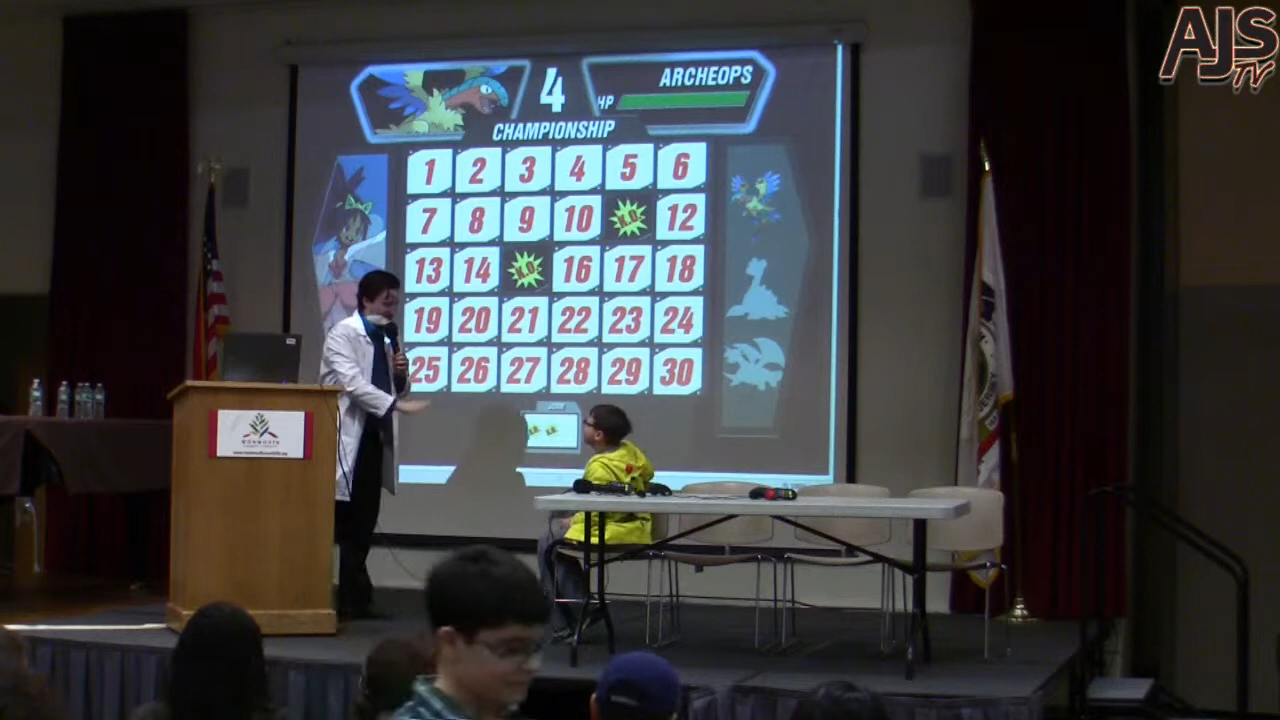 AJS
TV
4
ARCHEOPS
HP
CHAMPIONSHIP
1 2 3 4 5 6
7 8 9 10 K.O. 12
13 14 K.O. 16 17 18
19 20 21 22 23 24
25 26 27 28 29 30
K.O. K.O.
MONMOUTH